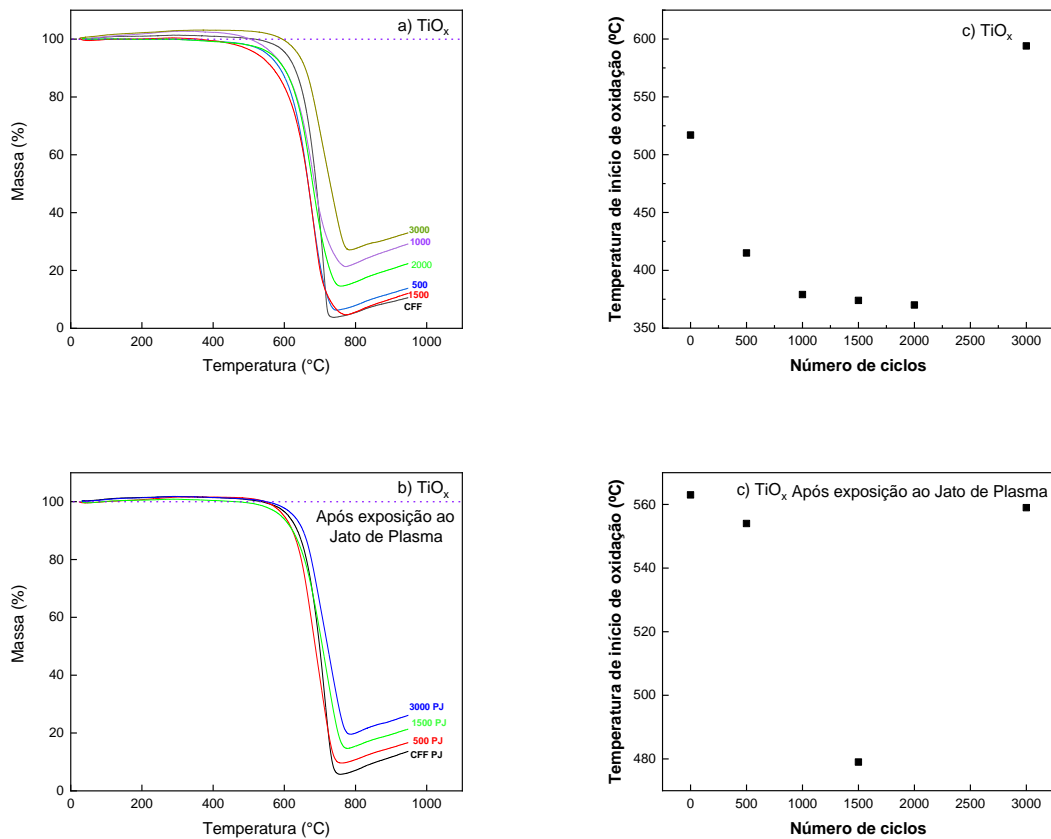 a) TiOₓ
Massa (%)
100
80
60
40
20
0
3000
1000
2000
500
1500
CFF
0 200 400 600 800 1000
Temperatura (°C)
c) TiOₓ
Temperatura de início de oxidação (ºC)
600
550
500
450
400
350
0 500 1000 1500 2000 2500 3000
Número de ciclos
b) TiOₓ
Após exposição ao
Jato de Plasma
Massa (%)
100
80
60
40
20
0
3000 PJ
1500 PJ
500 PJ
CFF PJ
0 200 400 600 800 1000
Temperatura (°C)
c) TiOₓ Após exposição ao Jato de Plasma
Temperatura de início de oxidação (ºC)
560
540
520
500
480
0 500 1000 1500 2000 2500 3000
Número de ciclos